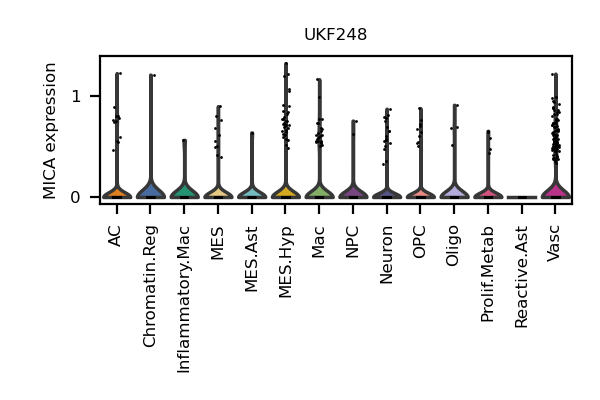 UKF248
MICA expression
1
0
AC
Chromatin.Reg
Inflammatory.Mac
MES
MES.Ast
MES.Hyp
Mac
NPC
Neuron
OPC
Oligo
Prolif.Metab
Reactive.Ast
Vasc